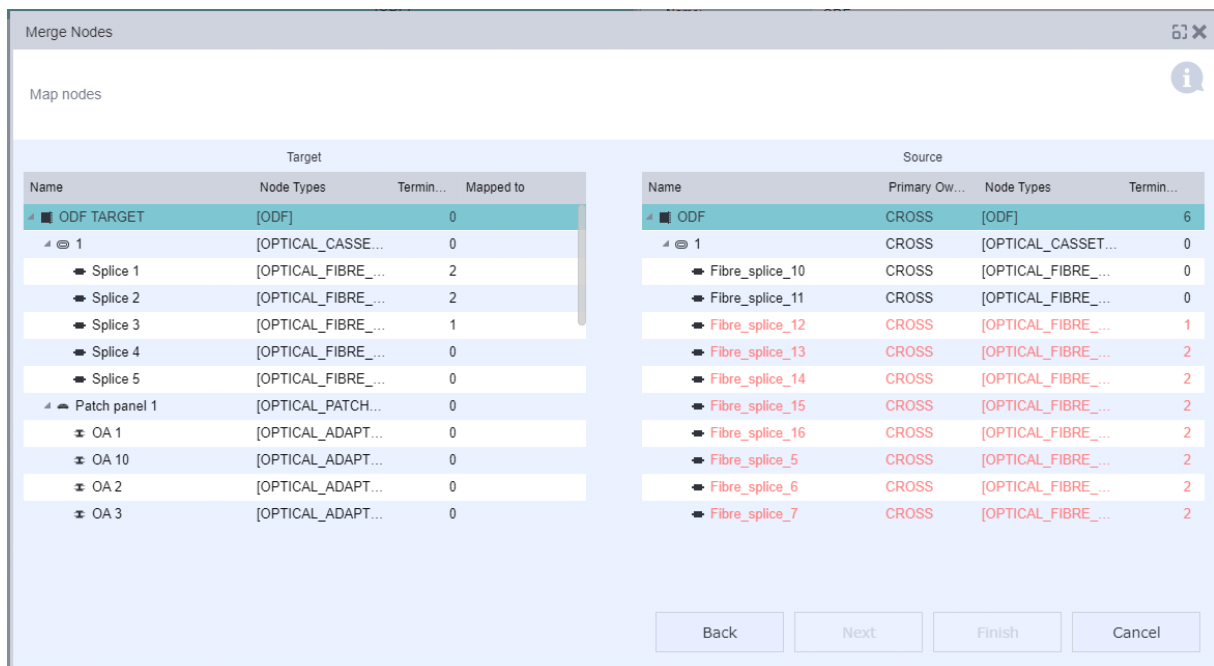 Merge Nodes
Map nodes
Target
Name Node Types Termin... Mapped to
ODF TARGET [ODF] 0
1 [OPTICAL_CASSE... 0
Splice 1 [OPTICAL_FIBRE_... 2
Splice 2 [OPTICAL_FIBRE_... 2
Splice 3 [OPTICAL_FIBRE_... 1
Splice 4 [OPTICAL_FIBRE_... 0
Splice 5 [OPTICAL_FIBRE_... 0
Patch panel 1 [OPTICAL_PATCH... 0
OA 1 [OPTICAL_ADAPT... 0
OA 10 [OPTICAL_ADAPT... 0
OA 2 [OPTICAL_ADAPT... 0
OA 3 [OPTICAL_ADAPT... 0
Source
Name Primary Ow... Node Types Termin...
ODF CROSS [ODF] 6
1 CROSS [OPTICAL_CASSET... 0
Fibre_splice_10 CROSS [OPTICAL_FIBRE_... 0
Fibre_splice_11 CROSS [OPTICAL_FIBRE_... 0
Fibre_splice_12 CROSS [OPTICAL_FIBRE_... 1
Fibre_splice_13 CROSS [OPTICAL_FIBRE_... 2
Fibre_splice_14 CROSS [OPTICAL_FIBRE_... 2
Fibre_splice_15 CROSS [OPTICAL_FIBRE_... 2
Fibre_splice_16 CROSS [OPTICAL_FIBRE_... 2
Fibre_splice_5 CROSS [OPTICAL_FIBRE_... 2
Fibre_splice_6 CROSS [OPTICAL_FIBRE_... 2
Fibre_splice_7 CROSS [OPTICAL_FIBRE_... 2
Back Next Finish Cancel